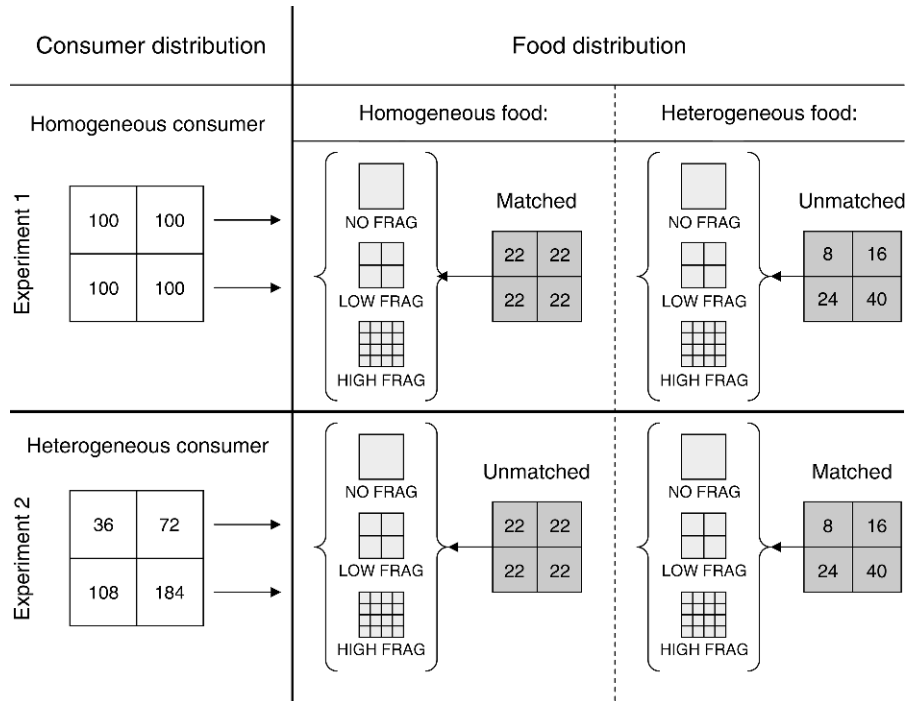 Consumer distribution
Food distribution
Homogeneous consumer
Homogeneous food:
Heterogeneous food:
Experiment 1
100 100
100 100
NO FRAG
LOW FRAG
HIGH FRAG
Matched
22 22
22 22
NO FRAG
LOW FRAG
HIGH FRAG
Unmatched
8 16
24 40
Heterogeneous consumer
Experiment 2
36 72
108 184
NO FRAG
LOW FRAG
HIGH FRAG
Unmatched
22 22
22 22
NO FRAG
LOW FRAG
HIGH FRAG
Matched
8 16
24 40